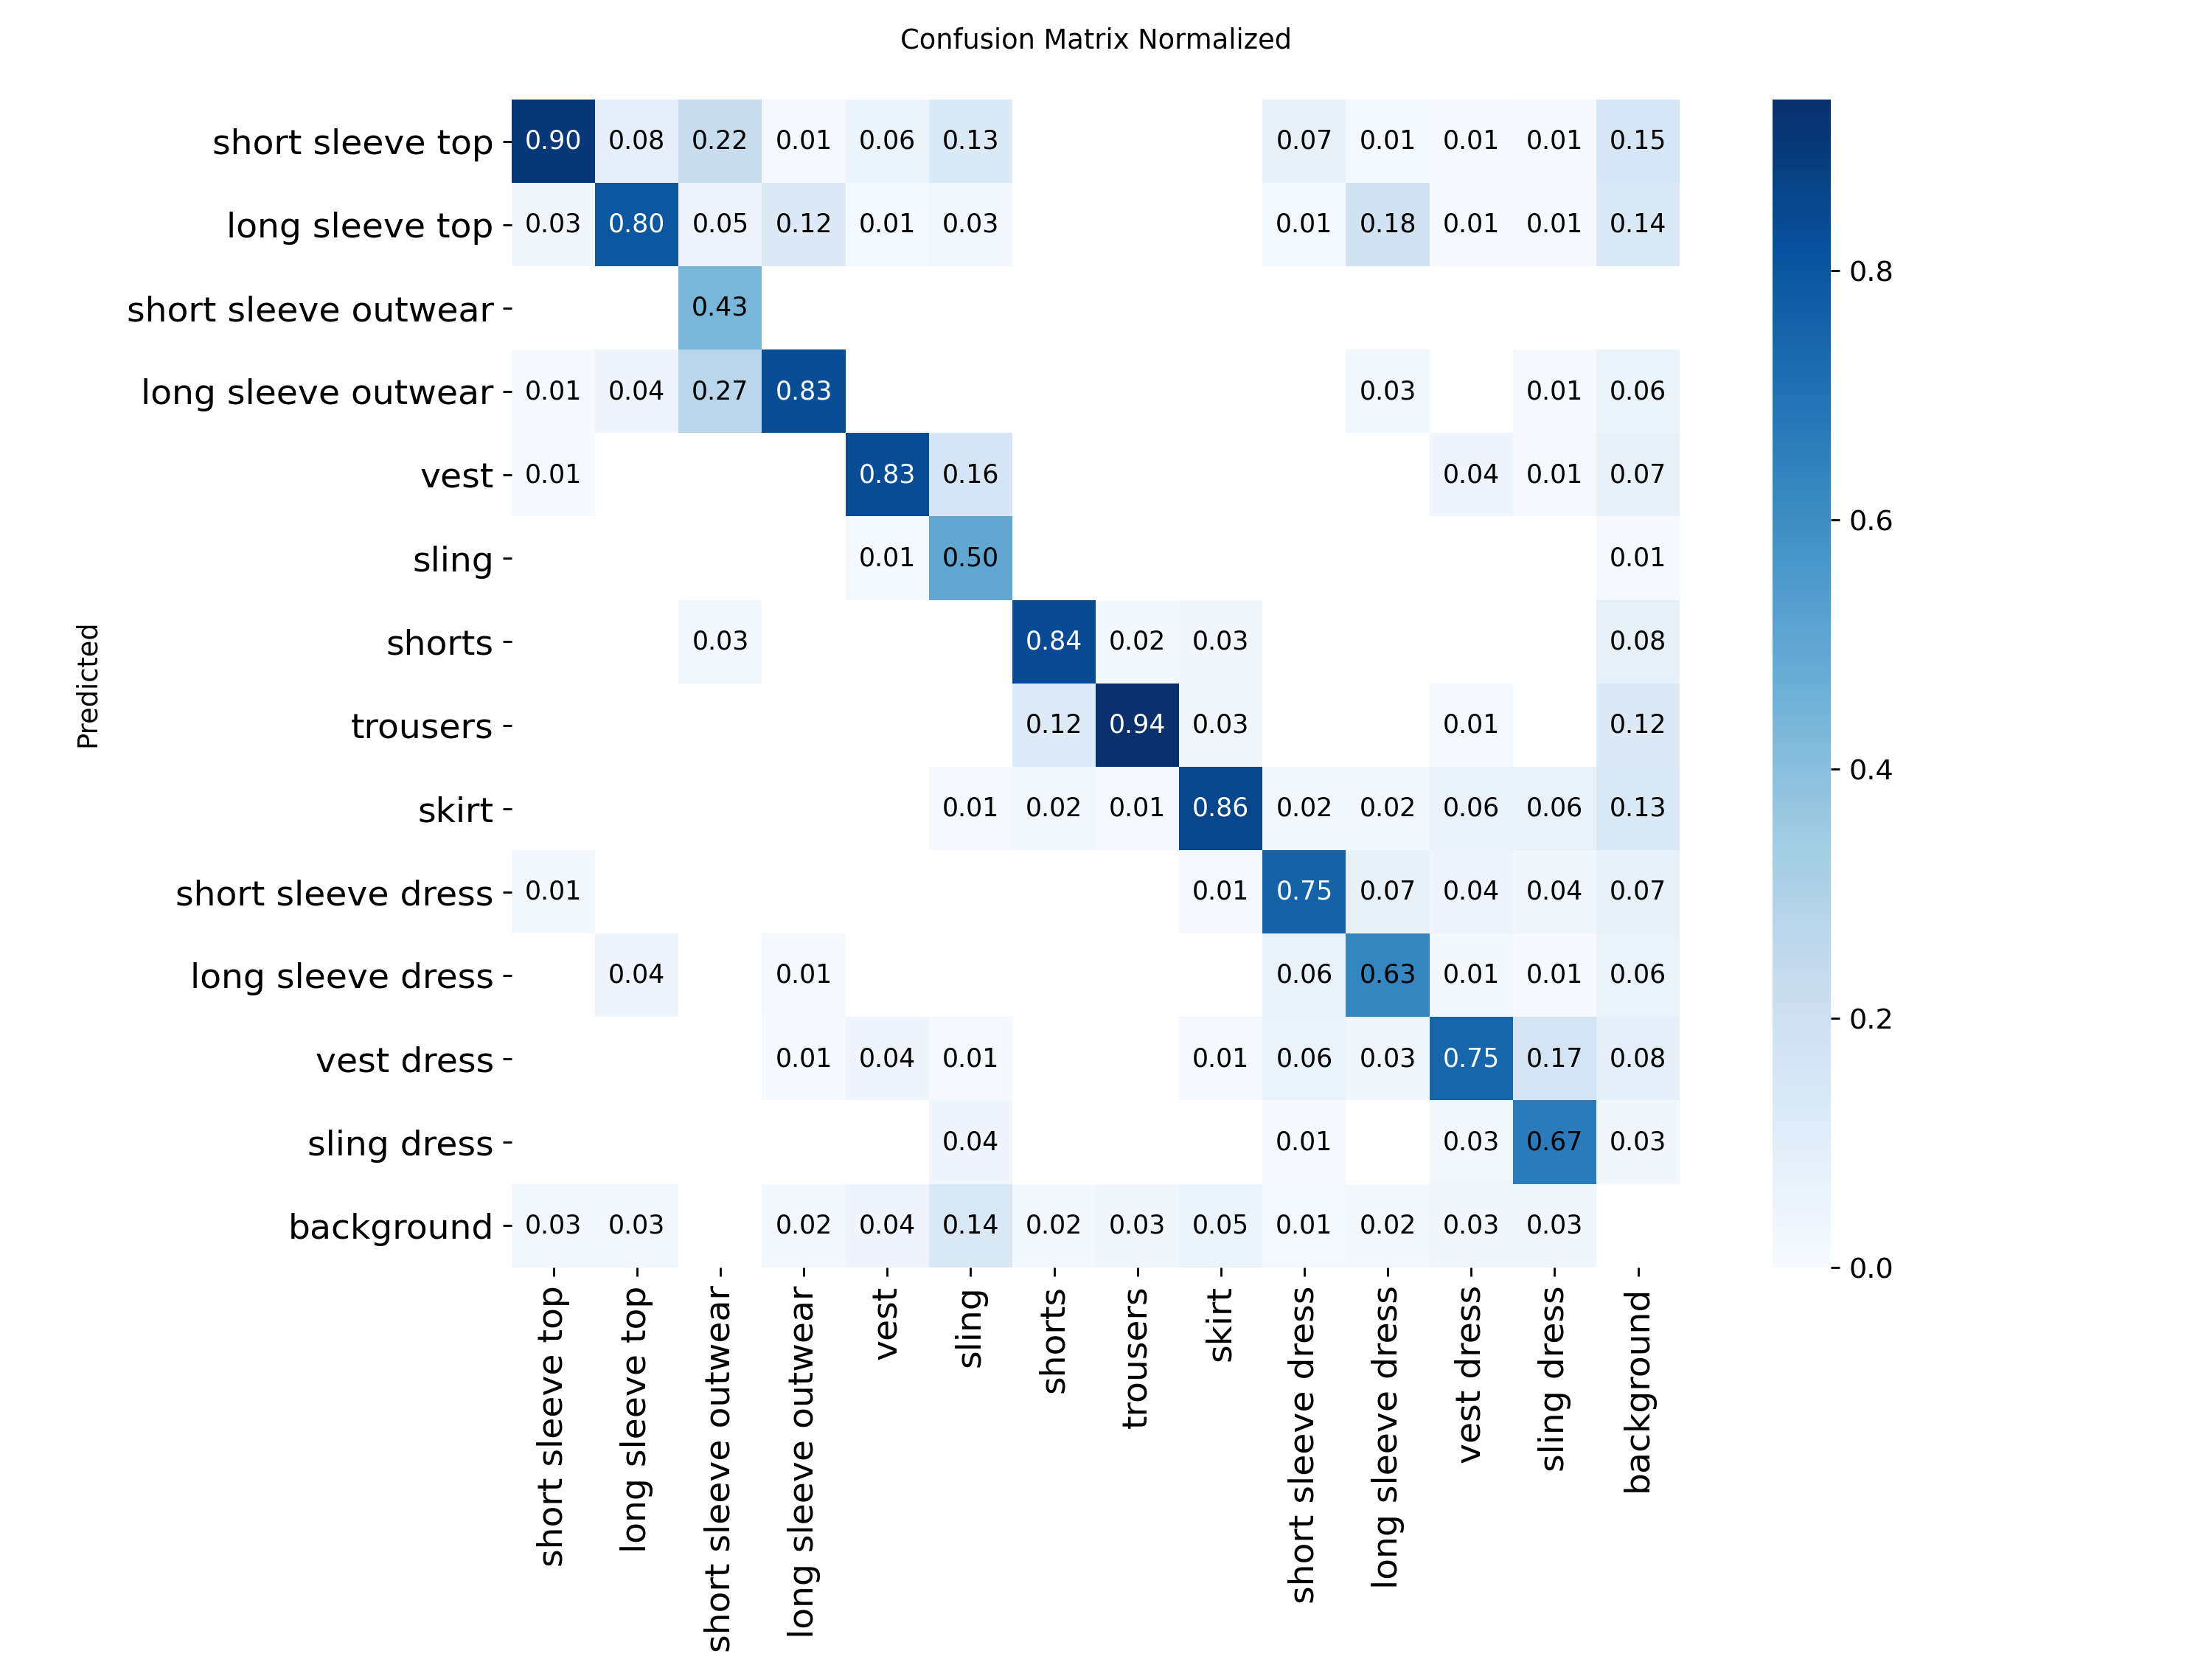 Confusion Matrix Normalized
short sleeve top 0.90 0.08 0.22 0.01 0.06 0.13 0.07 0.01 0.01 0.01 0.15
long sleeve top 0.03 0.80 0.05 0.12 0.01 0.03 0.01 0.18 0.01 0.01 0.14
0.8
short sleeve outwear 0.43
long sleeve outwear 0.01 0.04 0.27 0.83 0.03 0.01 0.06
vest 0.01 0.83 0.16 0.04 0.01 0.07
0.6
sling 0.01 0.50 0.01
shorts 0.03 0.84 0.02 0.03 0.08
Predicted
trousers 0.12 0.94 0.03 0.01 0.12
0.4
skirt 0.01 0.02 0.01 0.86 0.02 0.02 0.06 0.06 0.13
short sleeve dress 0.01 0.01 0.75 0.07 0.04 0.04 0.07
long sleeve dress 0.04 0.01 0.06 0.63 0.01 0.01 0.06
0.2
vest dress 0.01 0.04 0.01 0.01 0.06 0.03 0.75 0.17 0.08
sling dress 0.04 0.01 0.03 0.67 0.03
background 0.03 0.03 0.02 0.04 0.14 0.02 0.03 0.05 0.01 0.02 0.03 0.03
0.0
short sleeve top
long sleeve top
short sleeve outwear
long sleeve outwear
vest
sling
shorts
trousers
skirt
short sleeve dress
long sleeve dress
vest dress
sling dress
background